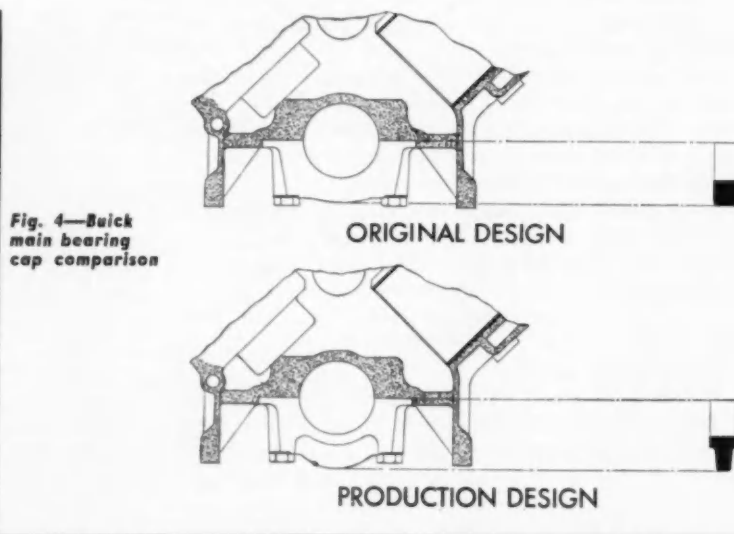 Fig. 4—Buick
main bearing
cap comparison
ORIGINAL DESIGN
PRODUCTION DESIGN